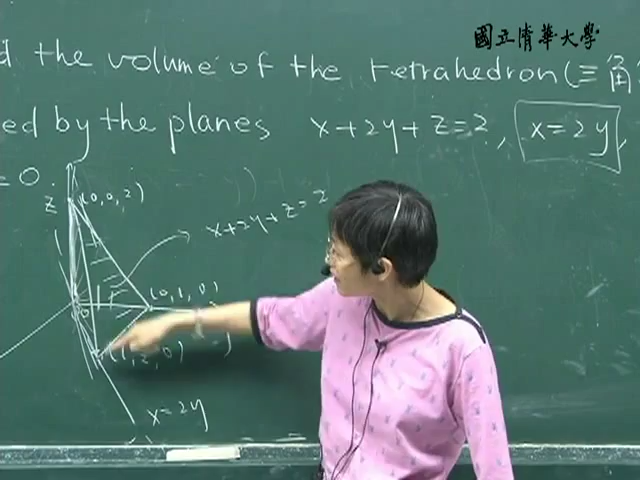 國立清華大學
d the volume of the tetrahedron (三角
ed by the planes x+2y+z=2, x=2y,
=0.
z (0,0,2)
x+2y+z=2
(0,1,0)
(1,2,0)
x=2y